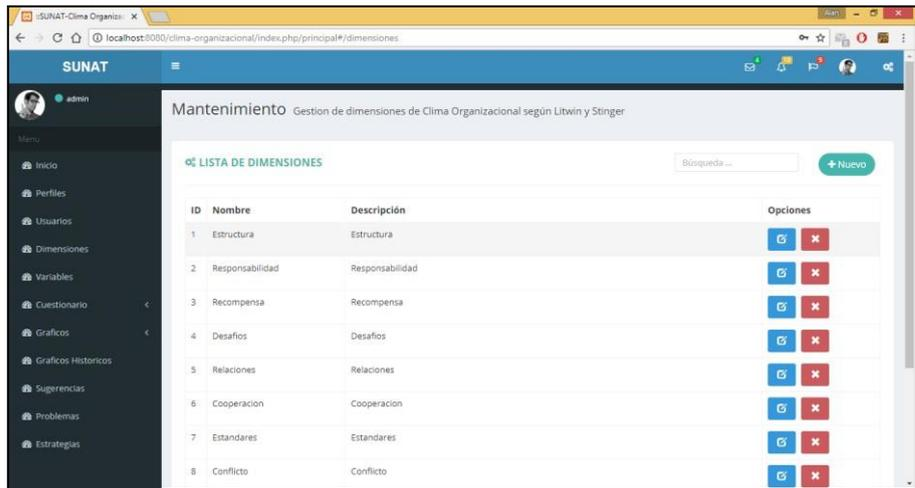 ::SUNAT-Clima Organizac
Alan
localhost:8080/clima-organizacional/index.php/principal#/dimensiones
SUNAT
admin
Mantenimiento Gestion de dimensiones de Clima Organizacional según Litwin y Stinger
Menu
Inicio
Perfiles
Usuarios
Dimensiones
Variables
Cuestionario
Graficos
Graficos Historicos
Sugerencias
Problemas
Estrategias
LISTA DE DIMENSIONES
Búsqueda ...
Nuevo
ID Nombre Descripción Opciones
1 Estructura Estructura
2 Responsabilidad Responsabilidad
3 Recompensa Recompensa
4 Desafios Desafios
5 Relaciones Relaciones
6 Cooperacion Cooperacion
7 Estandares Estandares
8 Conflicto Conflicto